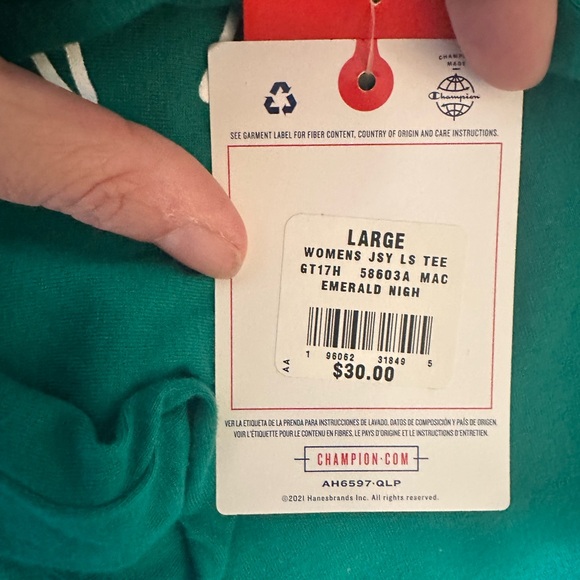 CHAMPION
MADE
Champion
SEE GARMENT LABEL FOR FIBER CONTENT, COUNTRY OF ORIGIN AND CARE INSTRUCTIONS.
LARGE
WOMENS JSY LS TEE
GT17H 58603A MAC
EMERALD NIGH
AA
1 96062 31849 5
$30.00
VER LA ETIQUETA DE LA PRENDA PARA INSTRUCCIONES DE LAVADO, DATOS DE COMPOSICIÓN Y PAÍS DE ORIGEN.
VOIR L'ÉTIQUETTE POUR LE CONTENU EN FIBRES, LE PAYS D'ORIGINE ET LE INSTRUCTIONS D'ENTRETIEN.
CHAMPION·COM
AH6597·QLP
©2021 Hanesbrands Inc. All rights reserved.